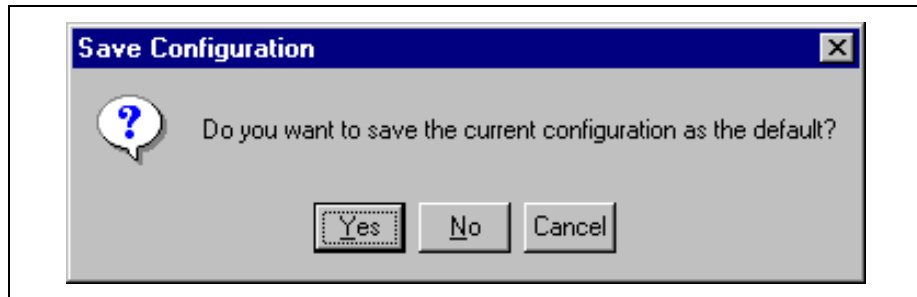 Save Configuration
Do you want to save the current configuration as the default?
Yes No Cancel